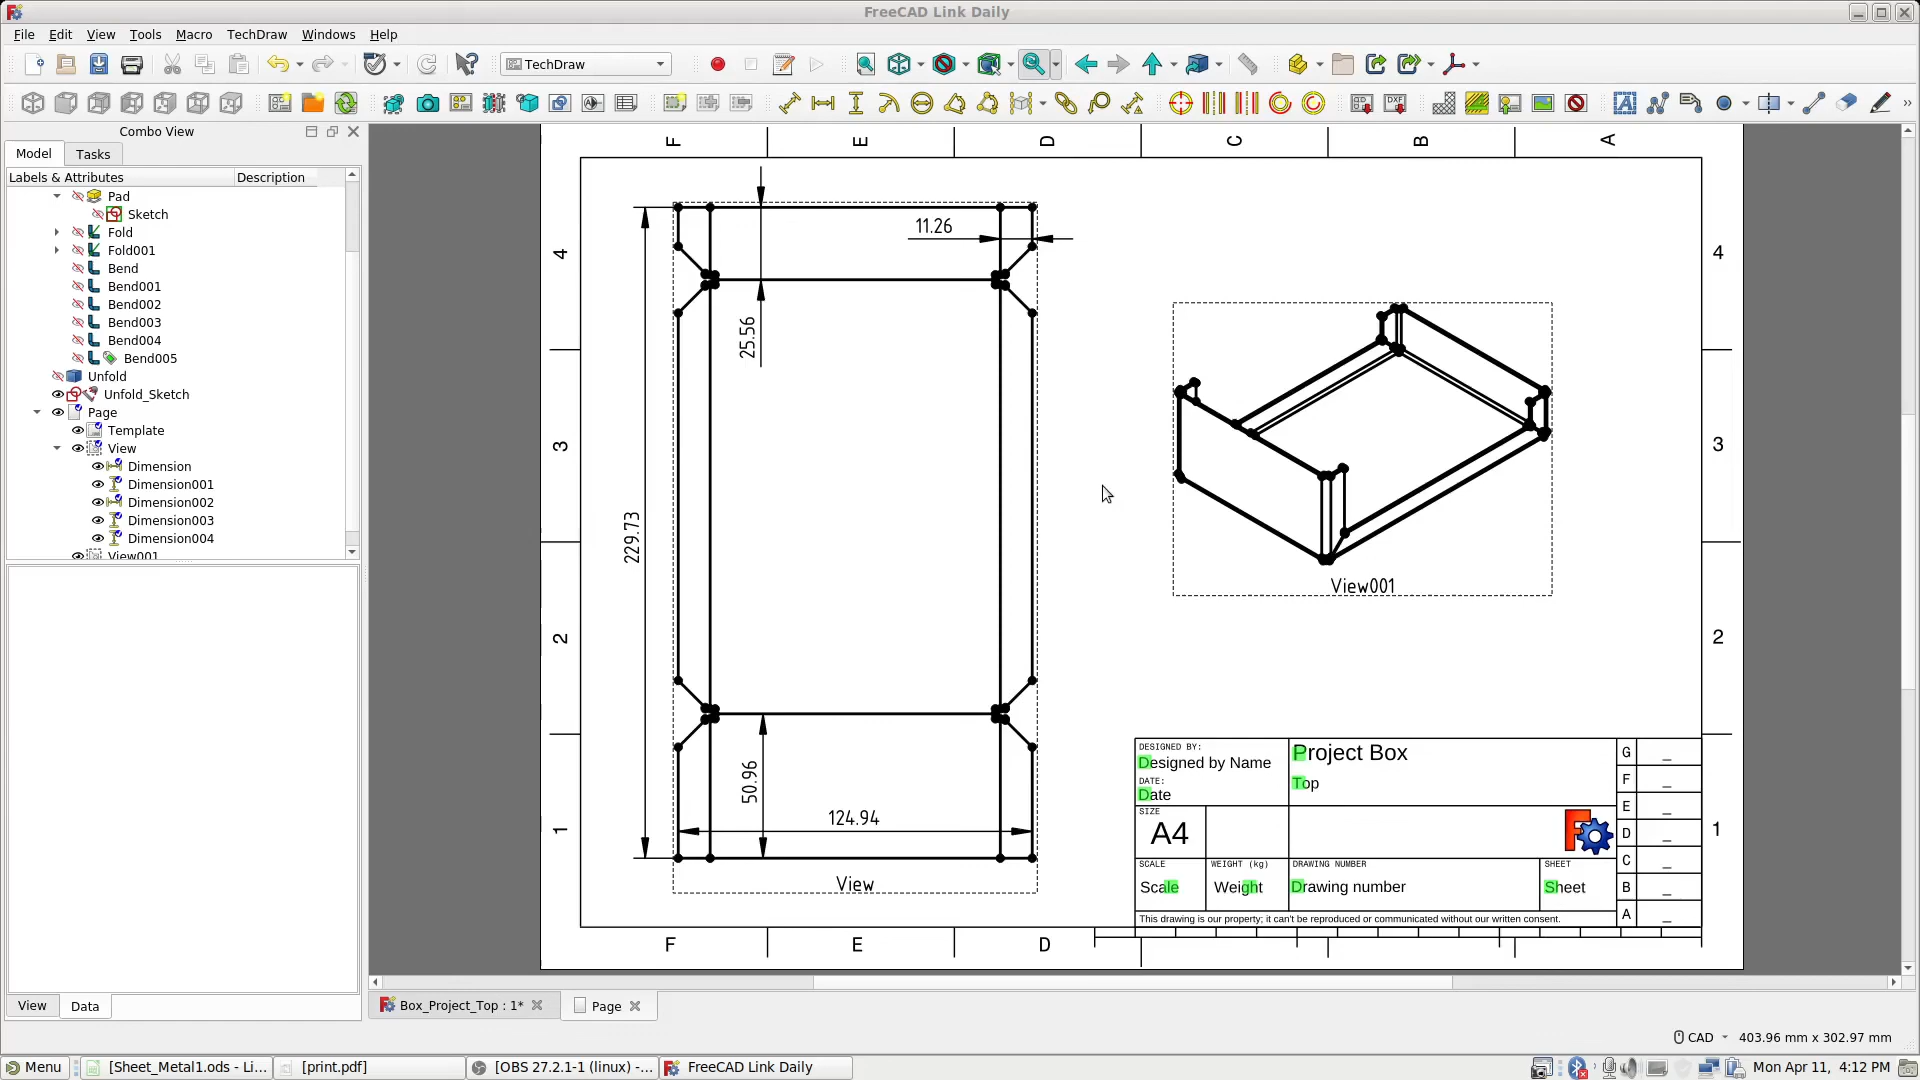 FreeCAD Link Daily
File Edit View Tools Macro TechDraw Windows Help
TechDraw
Combo View
Model Tasks
Labels & Attributes Description
Pad
Sketch
Fold
Fold001
Bend
Bend001
Bend002
Bend003
Bend004
Bend005
Unfold
Unfold_Sketch
Page
Template
View
Dimension
Dimension001
Dimension002
Dimension003
Dimension004
View001
View Data
F E D C B A
4
3
2
1
11.26
25.56
229.73
50.96
124.94
View
View001
4
3
2
1
DESIGNED BY:
Designed by Name
DATE:
Date
Project Box
Top
SIZE
A4
SCALE
Scale
WEIGHT (kg)
Weight
DRAWING NUMBER
Drawing number
SHEET
Sheet
This drawing is our property; it can't be reproduced or communicated without our written consent.
G _
F _
E _
D _
C _
B _
A _
F E D
Box_Project_Top : 1*
Page
CAD 403.96 mm x 302.97 mm
Menu [Sheet_Metal1.ods - Li... [print.pdf] [OBS 27.2.1-1 (linux) -... FreeCAD Link Daily Mon Apr 11, 4:12 PM